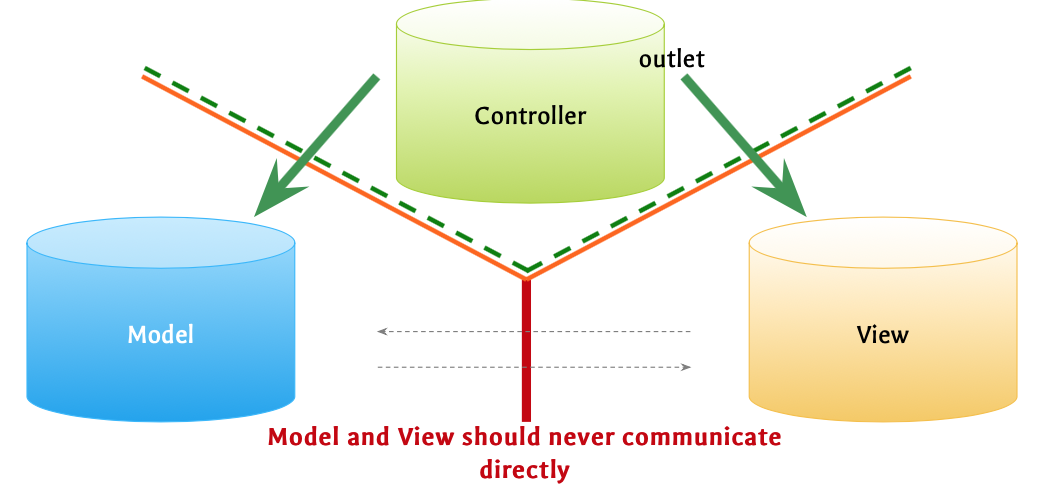 outlet
Controller
Model
View
Model and View should never communicate
directly